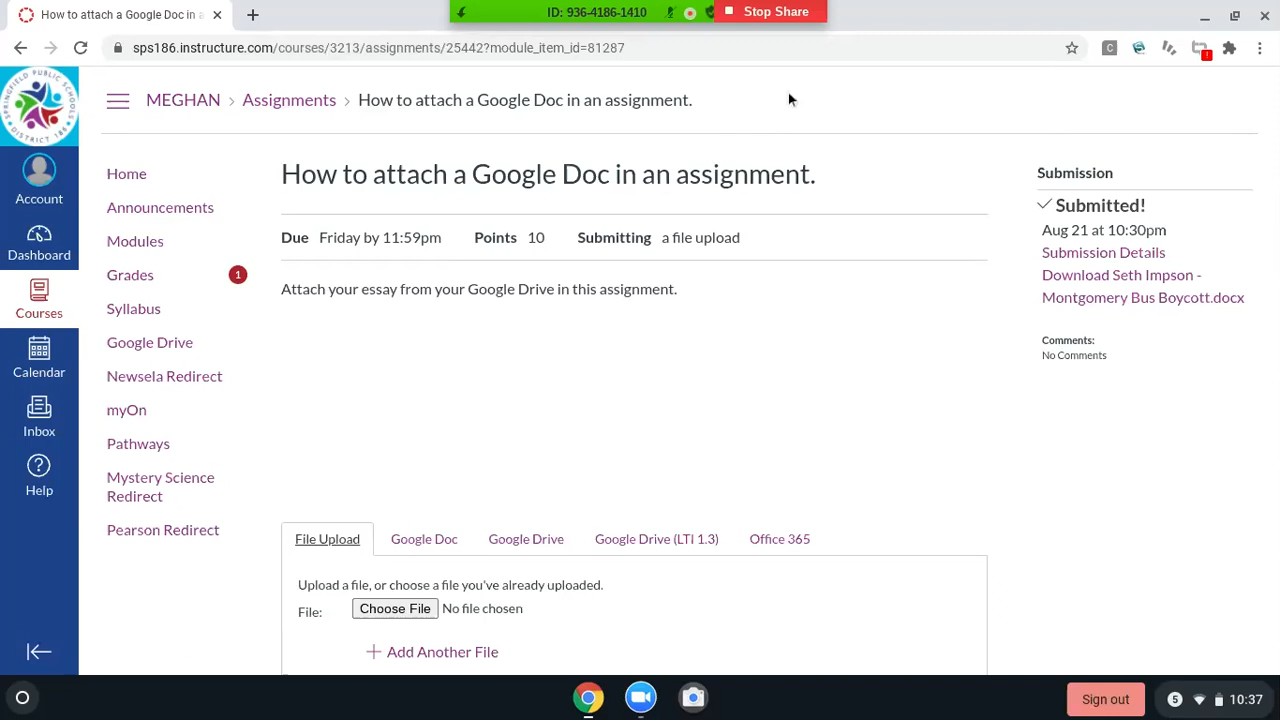 How to attach a Google Doc in a
ID: 936-4186-1410
Stop Share
sps186.instructure.com/courses/3213/assignments/25442?module_item_id=81287
SPRINGFIELD PUBLIC SCHOOLS
DISTRICT 186
MEGHAN > Assignments > How to attach a Google Doc in an assignment.
Account
Dashboard
Courses
Calendar
Inbox
Help
Home
Announcements
Modules
Grades 1
Syllabus
Google Drive
Newsela Redirect
myOn
Pathways
Mystery Science
Redirect
Pearson Redirect
How to attach a Google Doc in an assignment.
Due Friday by 11:59pm Points 10 Submitting a file upload
Attach your essay from your Google Drive in this assignment.
File Upload Google Doc Google Drive Google Drive (LTI 1.3) Office 365
Upload a file, or choose a file you've already uploaded.
File: Choose File No file chosen
+ Add Another File
Submission
Submitted!
Aug 21 at 10:30pm
Submission Details
Download Seth Impson -
Montgomery Bus Boycott.docx
Comments:
No Comments
Sign out
5 10:37